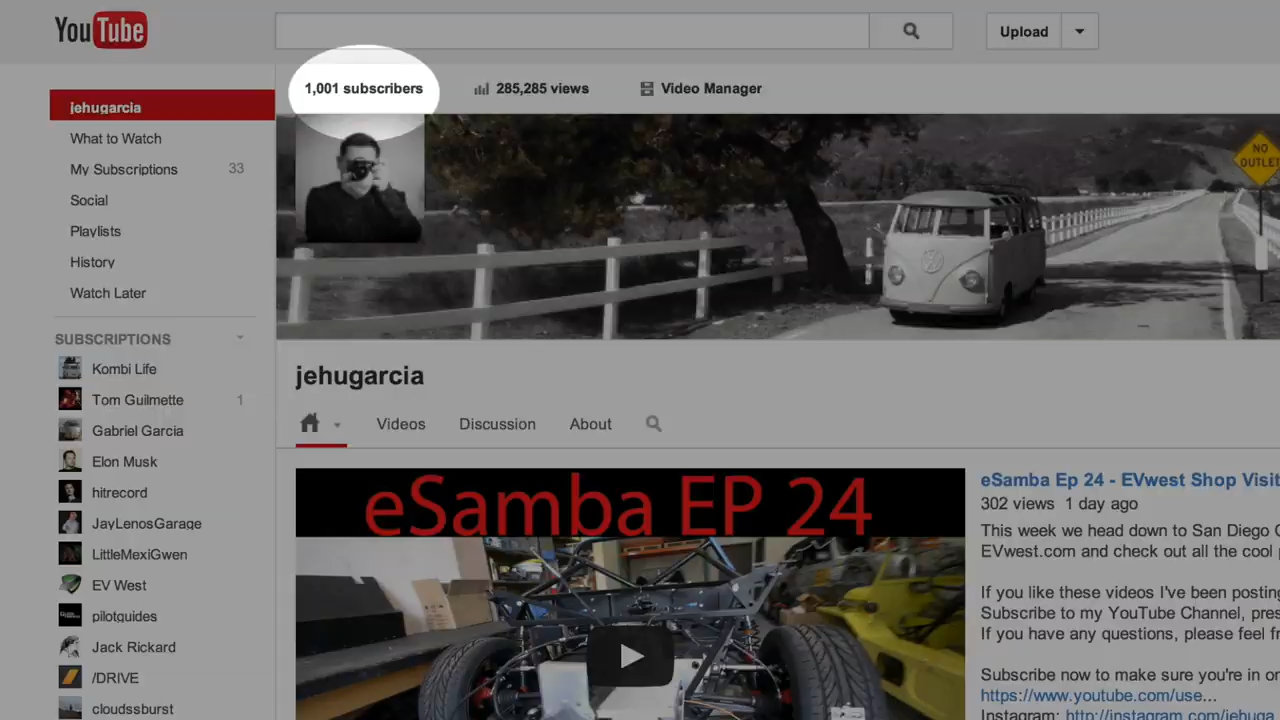 YouTube
Upload
1,001 subscribers
285,285 views
Video Manager
jehugarcia
What to Watch
My Subscriptions 33
Social
Playlists
History
Watch Later
SUBSCRIPTIONS
Kombi Life
Tom Guilmette 1
Gabriel Garcia
Elon Musk
hitrecord
JayLenosGarage
LittleMexiGwen
EV West
pilotguides
Jack Rickard
/DRIVE
cloudssburst
NO
OUTLET
jehugarcia
Videos Discussion About
eSamba EP 24
eSamba Ep 24 - EVwest Shop Visit
302 views 1 day ago
This week we head down to San Diego
EVwest.com and check out all the cool
If you like these videos I've been posting
Subscribe to my YouTube Channel, pres
If you have any questions, please feel fr
Subscribe now to make sure you're in or
https://www.youtube.com/use...
Instagram: http://instagram.com/jehuga